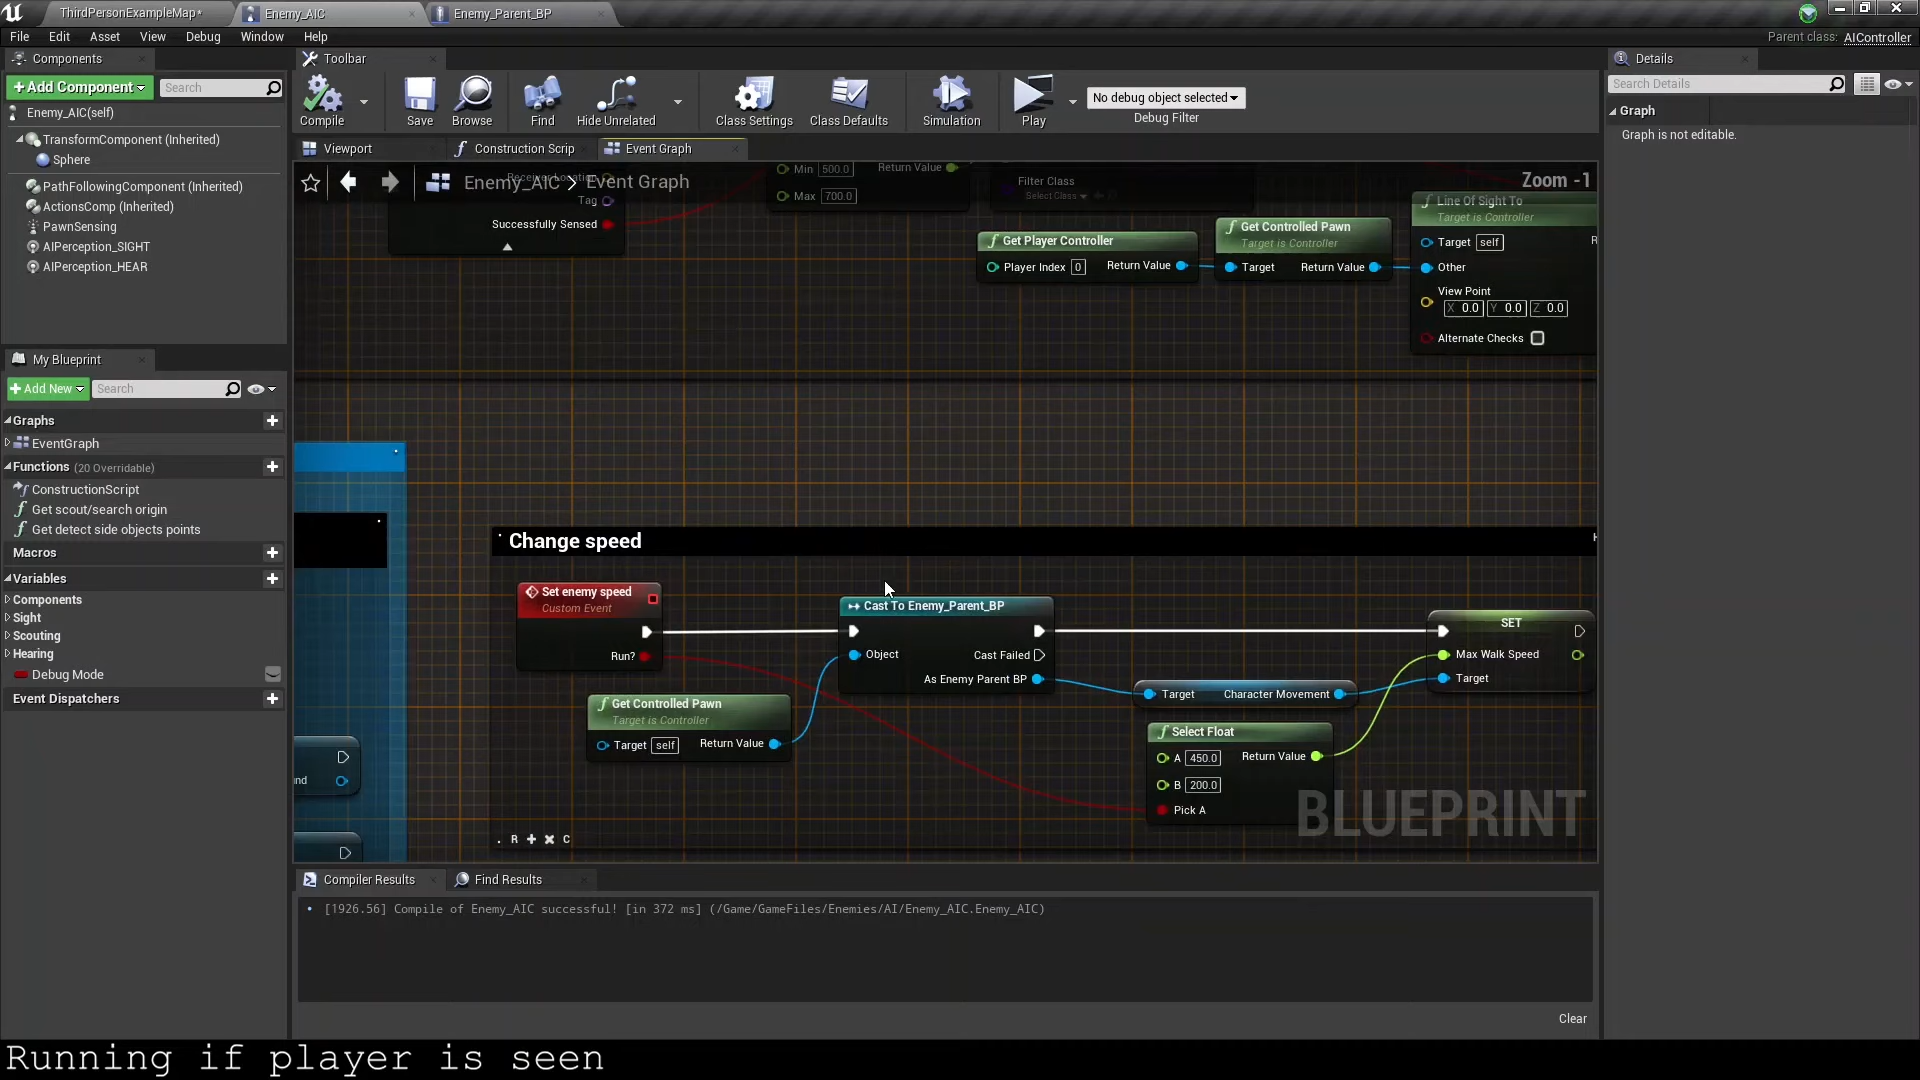 ThirdPersonExampleMap*
Enemy_AIC
Enemy_Parent_BP
File Edit Asset View Debug Window Help
Parent class: AIController
Components
+Add Component
Search
Enemy_AIC(self)
TransformComponent (Inherited)
Sphere
PathFollowingComponent (Inherited)
ActionsComp (Inherited)
PawnSensing
AIPerception_SIGHT
AIPerception_HEAR
My Blueprint
+Add New
Search
Graphs
EventGraph
Functions (20 Overridable)
ConstructionScript
Get scout/search origin
Get detect side objects points
Macros
Variables
Components
Sight
Scouting
Hearing
Debug Mode
Event Dispatchers
Toolbar
Compile
Save
Browse
Find
Hide Unrelated
Class Settings
Class Defaults
Simulation
Play
No debug object selected
Debug Filter
Viewport
Construction Scrip
Event Graph
Enemy_AIC > Event Graph
Zoom -1
Tag
Successfully Sensed
Min 500.0
Return Value
Max 700.0
Filter Class
Select Class
Get Player Controller
Player Index 0
Return Value
Get Controlled Pawn
Target is Controller
Target
Return Value
Line Of Sight To
Target is Controller
Target self
R
Other
View Point
X 0.0 Y 0.0 Z 0.0
Alternate Checks
Change speed
Set enemy speed
Custom Event
Run?
Cast To Enemy_Parent_BP
Object
Cast Failed
As Enemy Parent BP
Get Controlled Pawn
Target is Controller
Target self
Return Value
Target
Character Movement
Select Float
A 450.0
Return Value
B 200.0
Pick A
SET
Max Walk Speed
Target
nd
R
C
BLUEPRINT
Details
Search Details
Graph
Graph is not editable.
Compiler Results
Find Results
[1926.56] Compile of Enemy_AIC successful! [in 372 ms] (/Game/GameFiles/Enemies/AI/Enemy_AIC.Enemy_AIC)
Clear
Running if player is seen